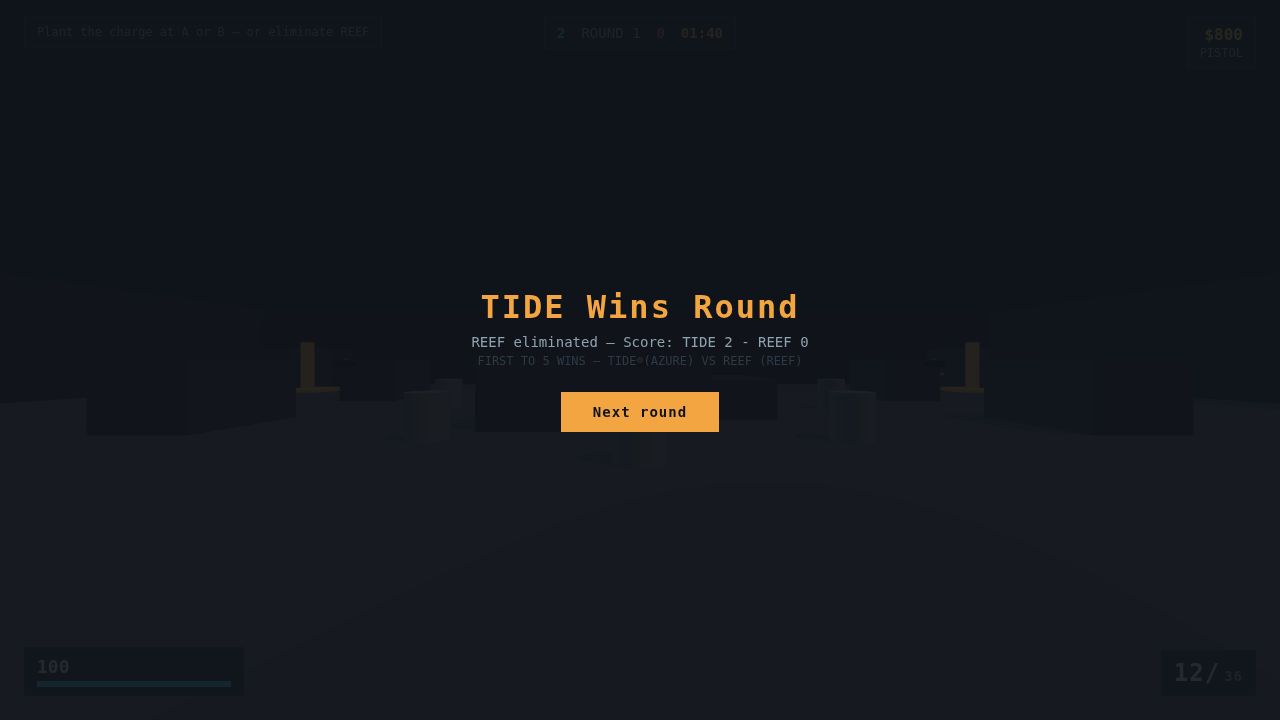 Plant the charge at A or B — or eliminate REEF
2 ROUND 1 0 01:40
$800
PISTOL
TIDE Wins Round
REEF eliminated — Score: TIDE 2 - REEF 0
FIRST TO 5 WINS — TIDE (AZURE) VS REEF (REEF)
Next round
100
12/ 36